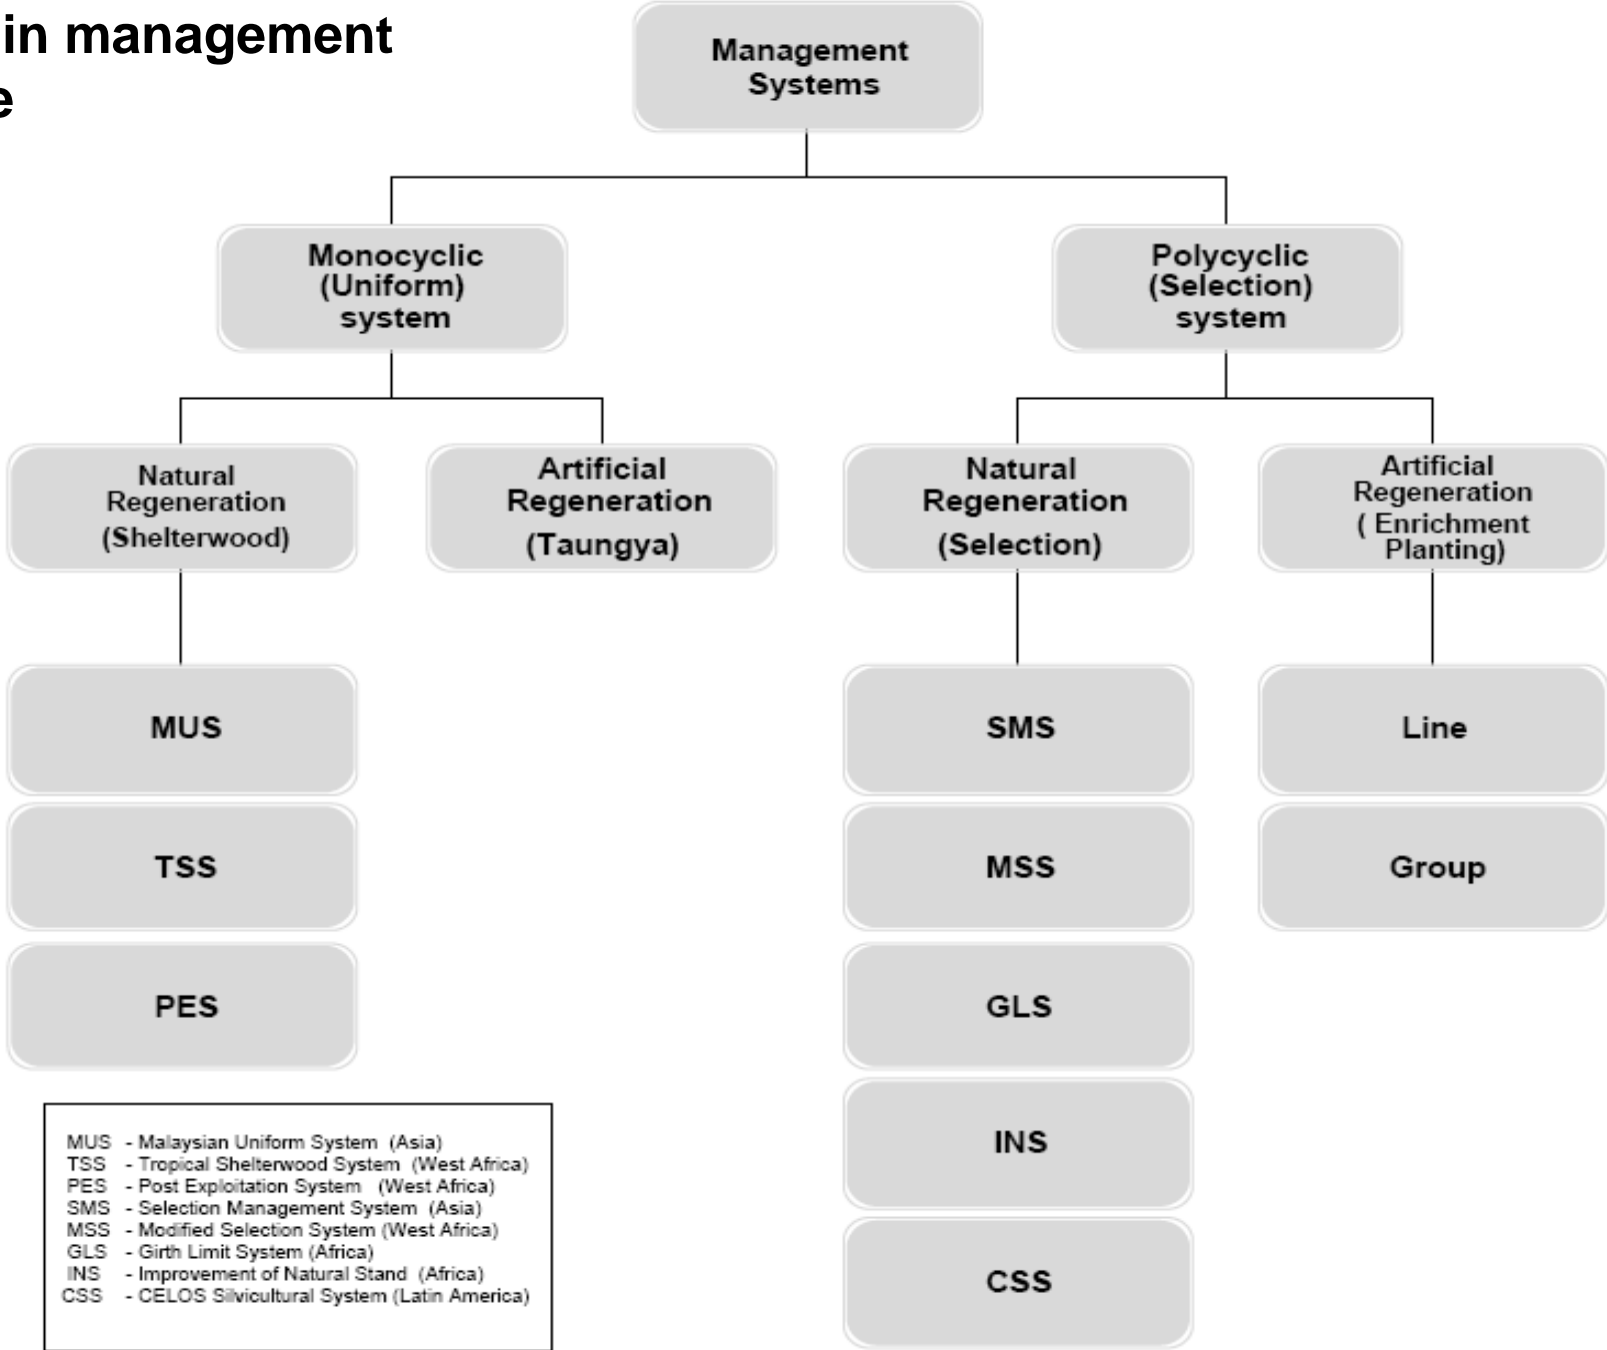 in management
e
Management
Systems
Monocyclic
(Uniform)
system
Polycyclic
(Selection)
system
Natural
Regeneration
(Shelterwood)
Artificial
Regeneration
(Taungya)
Natural
Regeneration
(Selection)
Artificial
Regeneration
( Enrichment
Planting)
MUS
TSS
PES
SMS
MSS
GLS
INS
CSS
Line
Group
MUS - Malaysian Uniform System (Asia)
TSS - Tropical Shelterwood System (West Africa)
PES - Post Exploitation System (West Africa)
SMS - Selection Management System (Asia)
MSS - Modified Selection System (West Africa)
GLS - Girth Limit System (Africa)
INS - Improvement of Natural Stand (Africa)
CSS - CELOS Silvicultural System (Latin America)